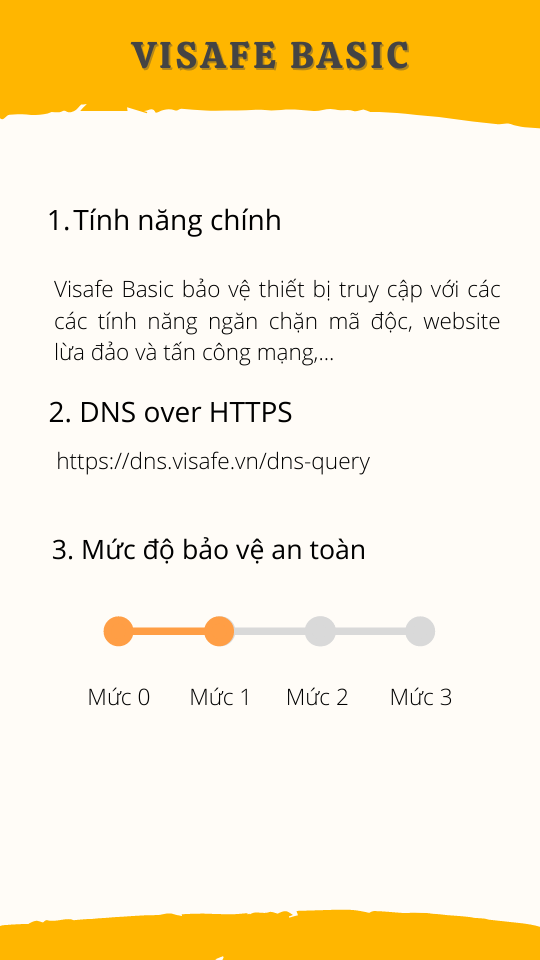 VISAFE BASIC
1. Tính năng chính
Visafe Basic bảo vệ thiết bị truy cập với các
các tính năng ngăn chặn mã độc, website
lừa đảo và tấn công mạng,...
2. DNS over HTTPS
https://dns.visafe.vn/dns-query
3. Mức độ bảo vệ an toàn
Mức 0 Mức 1 Mức 2 Mức 3